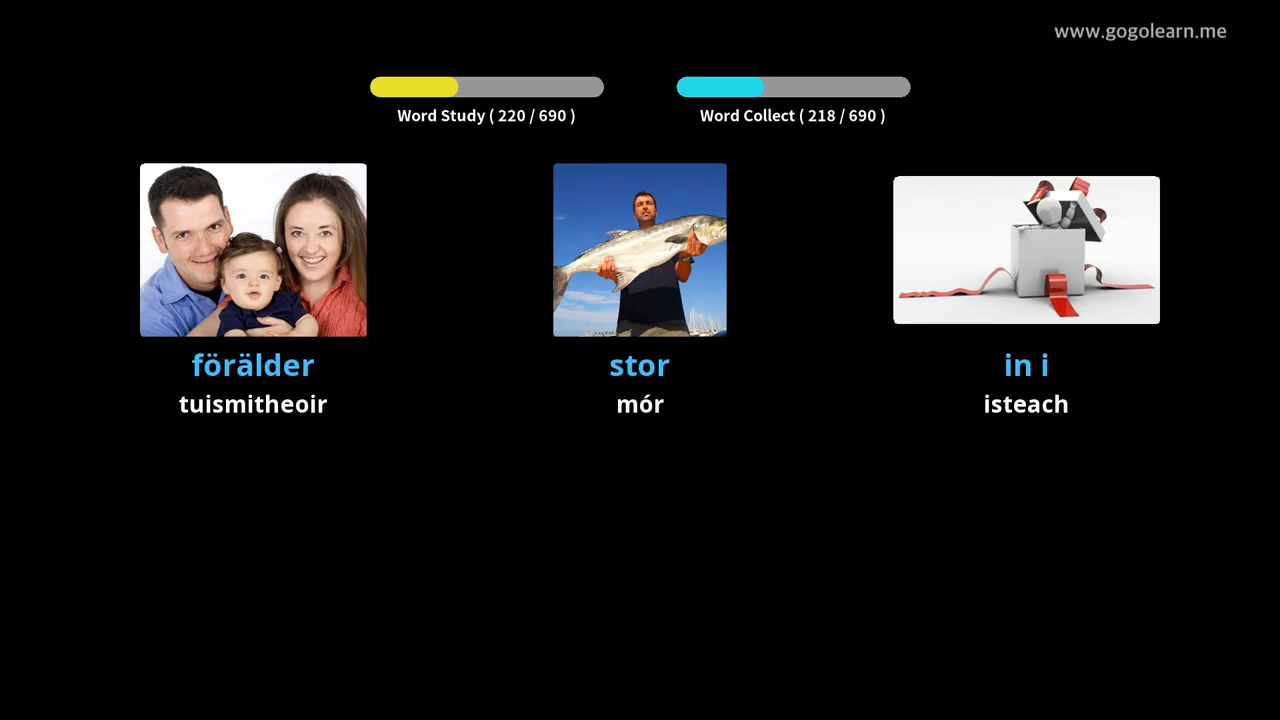 www.gogolearn.me
Word Study ( 220 / 690 )
Word Collect ( 218 / 690 )
förälder
stor
in i
tuismitheoir
mór
isteach